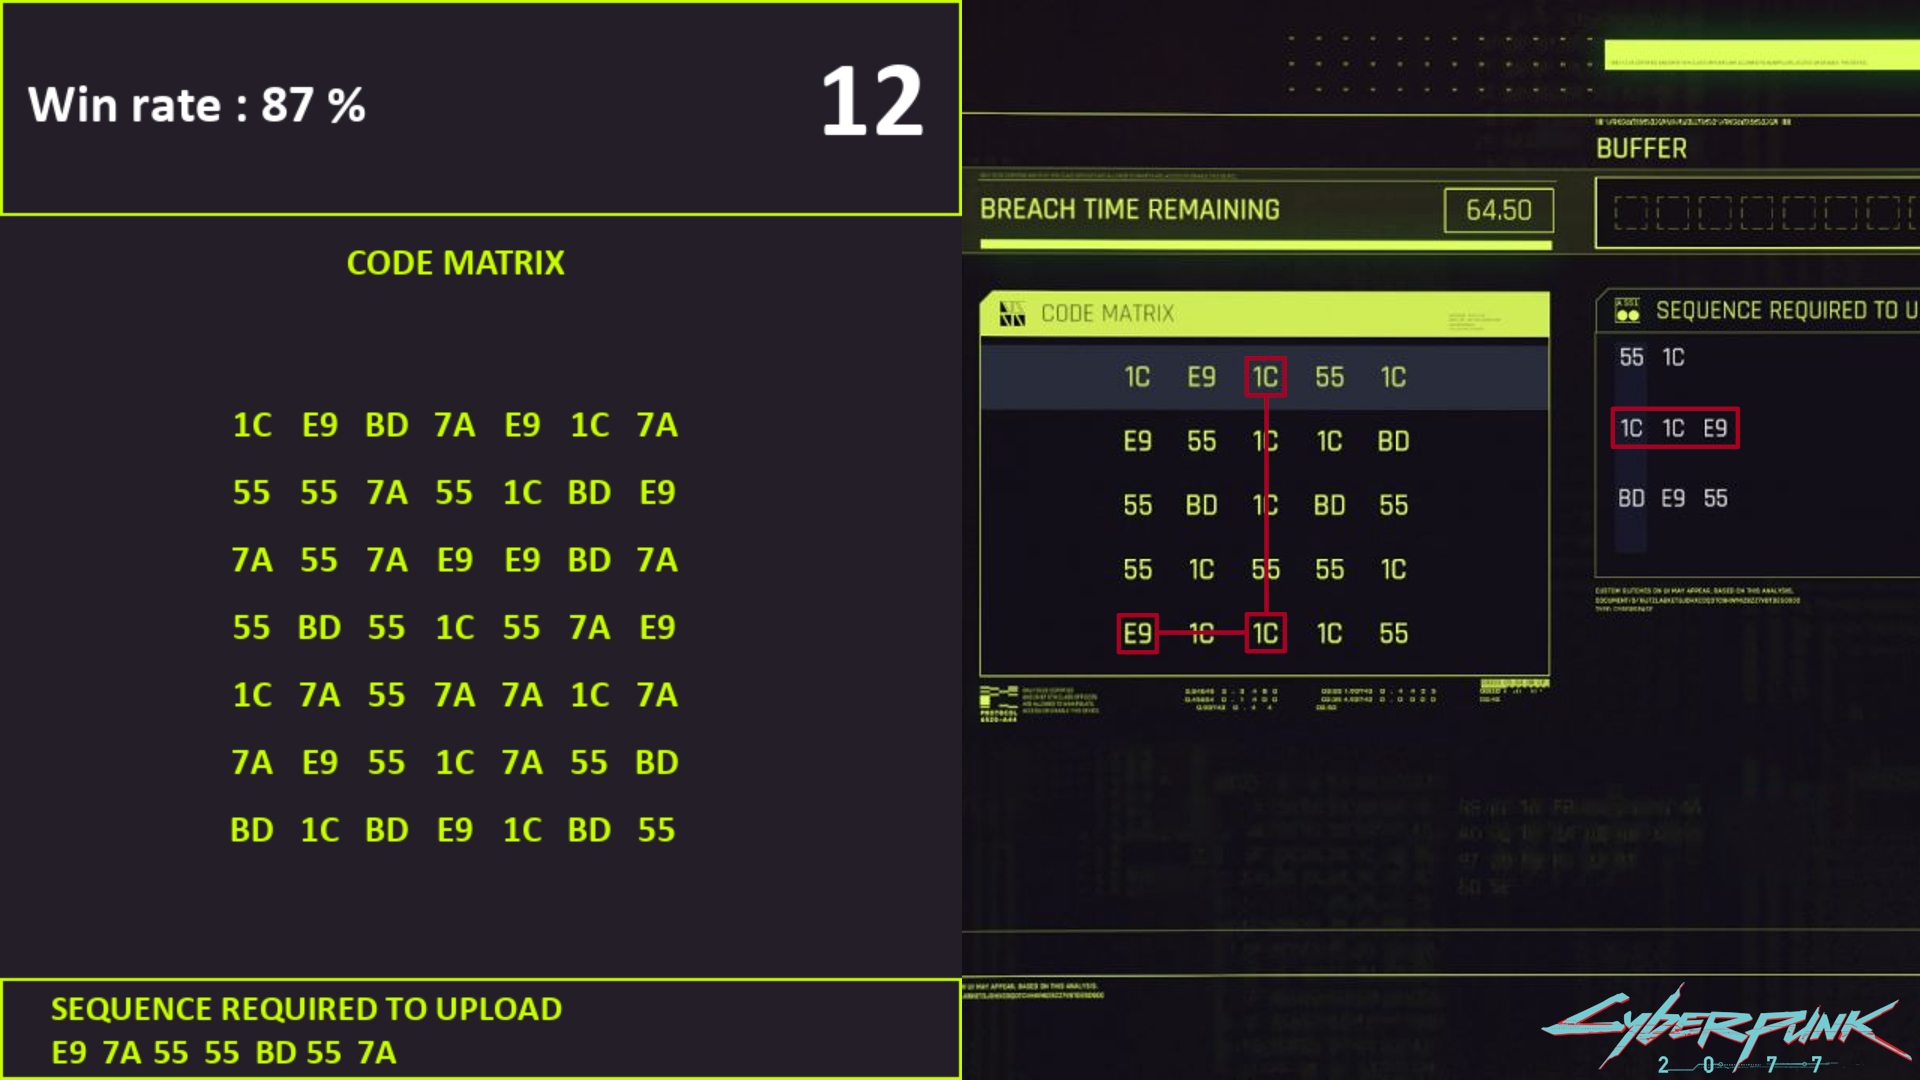 Win rate : 87 %
12
CODE MATRIX
1C E9 BD 7A E9 1C 7A
55 55 7A 55 1C BD E9
7A 55 7A E9 E9 BD 7A
55 BD 55 1C 55 7A E9
1C 7A 55 7A 7A 1C 7A
7A E9 55 1C 7A 55 BD
BD 1C BD E9 1C BD 55
SEQUENCE REQUIRED TO UPLOAD
E9 7A 55 55 BD 55 7A
BUFFER
BREACH TIME REMAINING
64.50
CODE MATRIX
1C E9 1C 55 1C
E9 55 1C 1C BD
55 BD 1C BD 55
55 1C 55 55 1C
E9 1C 1C 1C 55
SEQUENCE REQUIRED TO U
55 1C
1C 1C E9
BD E9 55
CYBERPUNK
2077